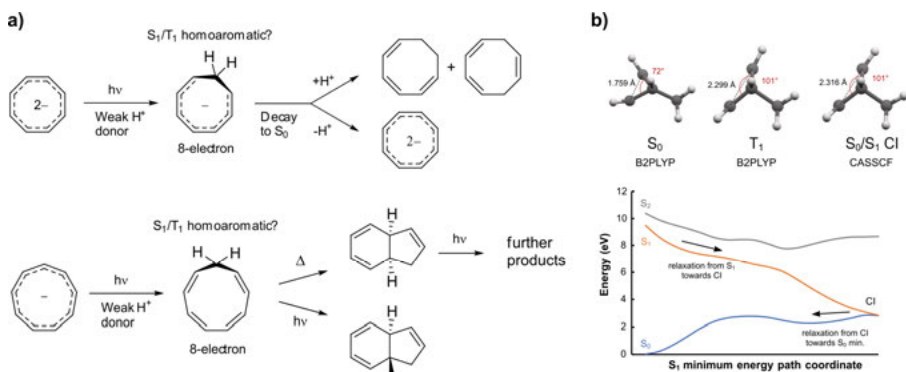 a)
S₁/T₁ homoaromatic?
H
H
2−
hν
Weak H⁺
donor
−
8-electron
Decay
to S₀
+H⁺
-H⁺
+
2−
S₁/T₁ homoaromatic?
−
hν
Weak H⁺
donor
H
H
8-electron
Δ
hν
H
H
hν
further
products
H
b)
1.759 Å
72°
2.299 Å
101°
2.316 Å
101°
S₀
T₁
S₀/S₁ CI
B2PLYP
B2PLYP
CASSCF
Energy (eV)
12
10
8
6
4
2
0
S₂
S₁
relaxation from S₁
towards CI
CI
relaxation from CI
towards S₀ min.
S₀
S₁ minimum energy path coordinate